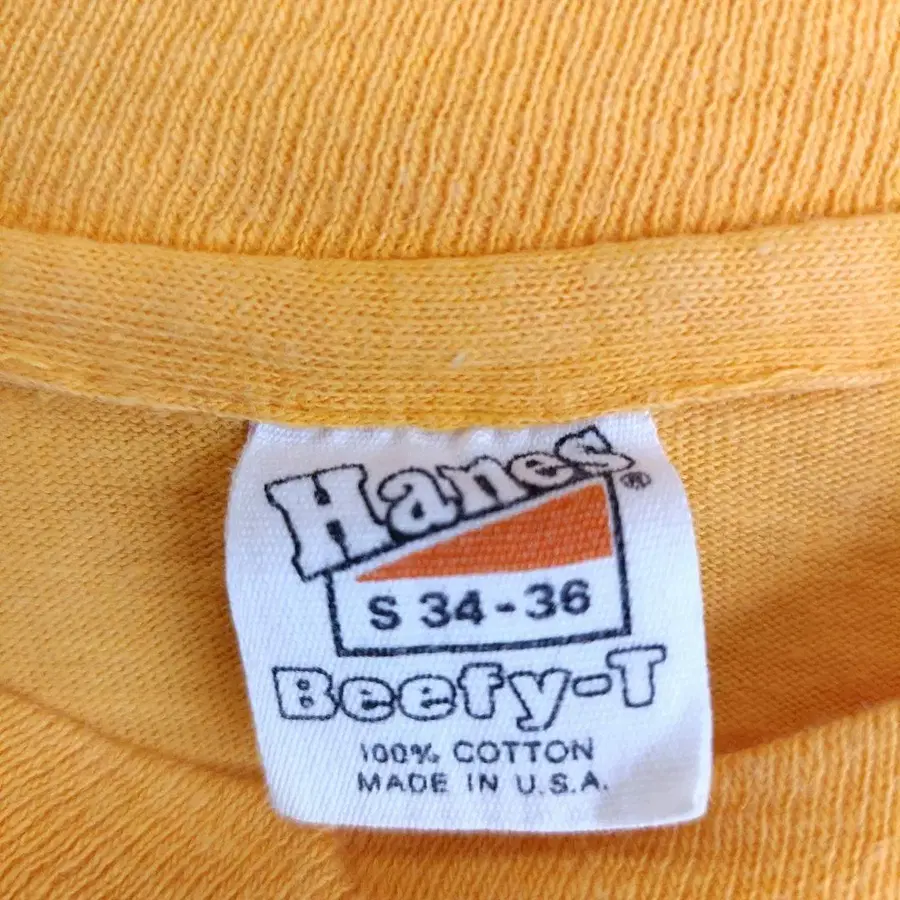 Hanes®
S 34-36
Beefy-T
100% COTTON
MADE IN U.S.A.